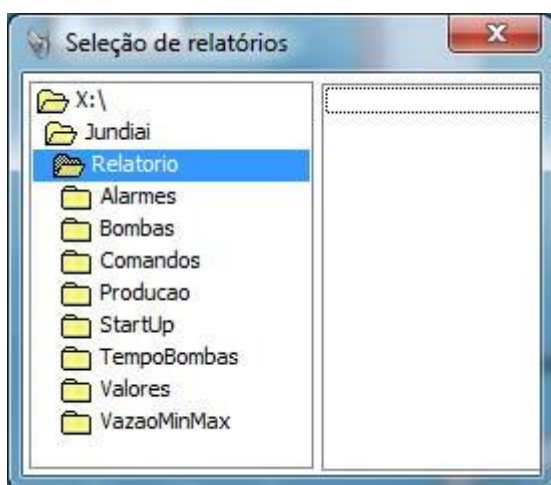 Seleção de relatórios
X:\
Jundiai
Relatorio
Alarmes
Bombas
Comandos
Producao
StartUp
TempoBombas
Valores
VazaoMinMax